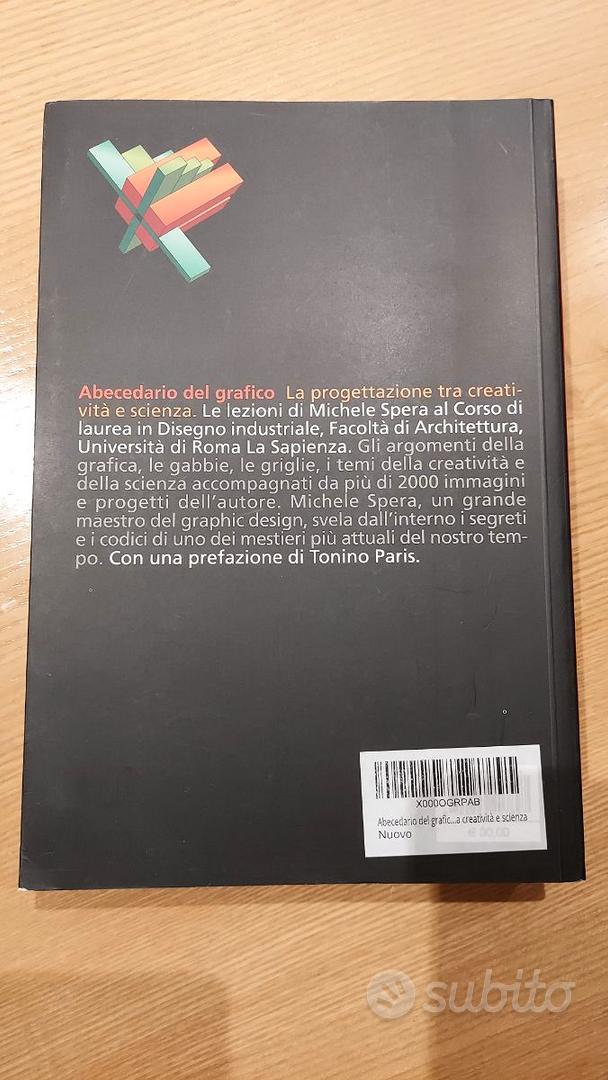 Abecedario del grafico La progettazione tra creati-
vità e scienza. Le lezioni di Michele Spera al Corso di
laurea in Disegno industriale, Facoltà di Architettura,
Università di Roma La Sapienza. Gli argomenti della
grafica, le gabbie, le griglie, i temi della creatività e
della scienza accompagnati da più di 2000 immagini
e progetti dell'autore. Michele Spera, un grande
maestro del graphic design, svela dall'interno i segreti
e i codici di uno dei mestieri più attuali del nostro tem-
po. Con una prefazione di Tonino Paris.
X000OGRPAB
Abecedario del grafic...a creatività e scienza
Nuovo
subito